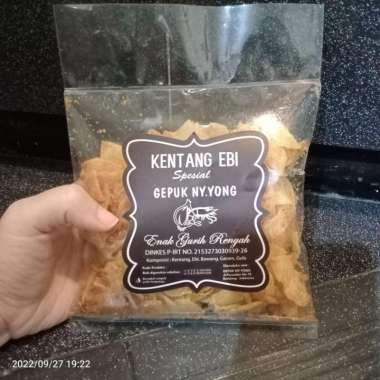 KENTANG EBI
Spesial
GEPUK NY.YONG
Enak Gurih Rengah
DINKES P-IRT NO. 2153273030939-26
Komposisi : Kentang, Ebi, Bawang, Garam, Gula
2022/09/27 19:22